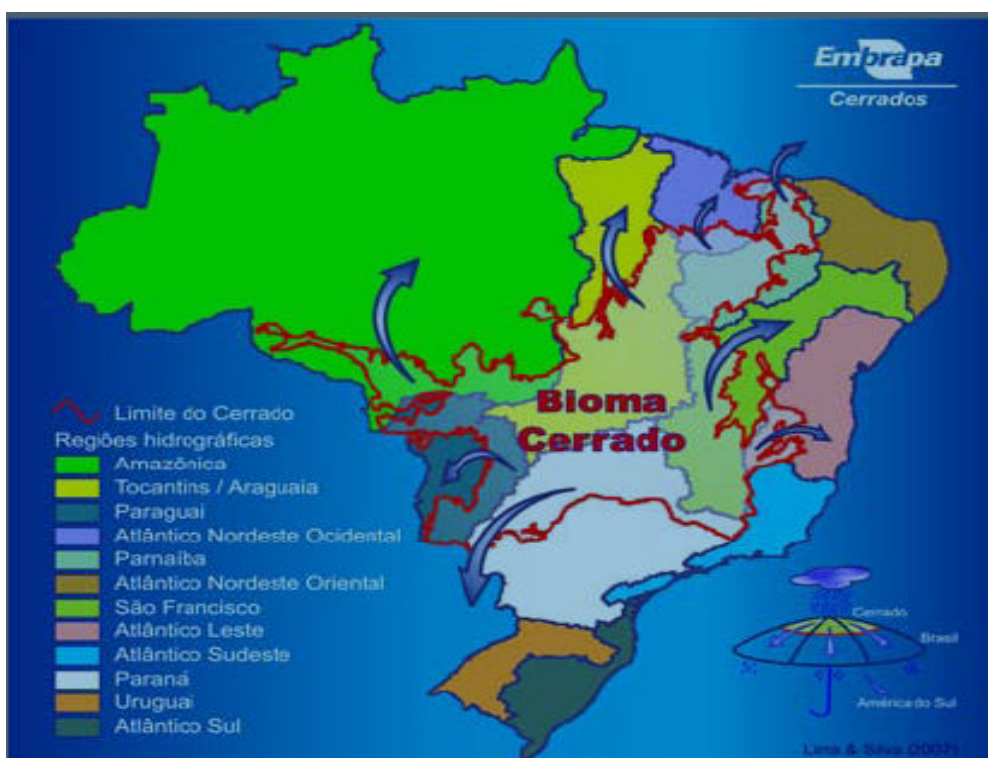 Embrapa
Cerrados
Bioma
Cerrado
Limite do Cerrado
Regiões hidrográficas
Amazônica
Tocantins / Araguaia
Paraguai
Atlântico Nordeste Ocidental
Parnaíba
Atlântico Nordeste Oriental
São Francisco
Atlântico Leste
Atlântico Sudeste
Paraná
Uruguai
Atlântico Sul
Cerrado
Brasil
América do Sul
Lima & Silva (2007)